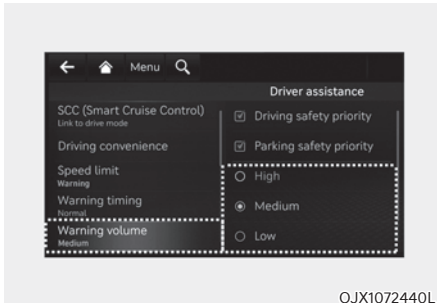 Menu
Driver assistance
SCC (Smart Cruise Control)
Link to drive mode
Driving convenience
Speed limit
Warning
Warning timing
Normal
Warning volume
Medium
Driving safety priority
Parking safety priority
High
Medium
Low
OJX1072440L